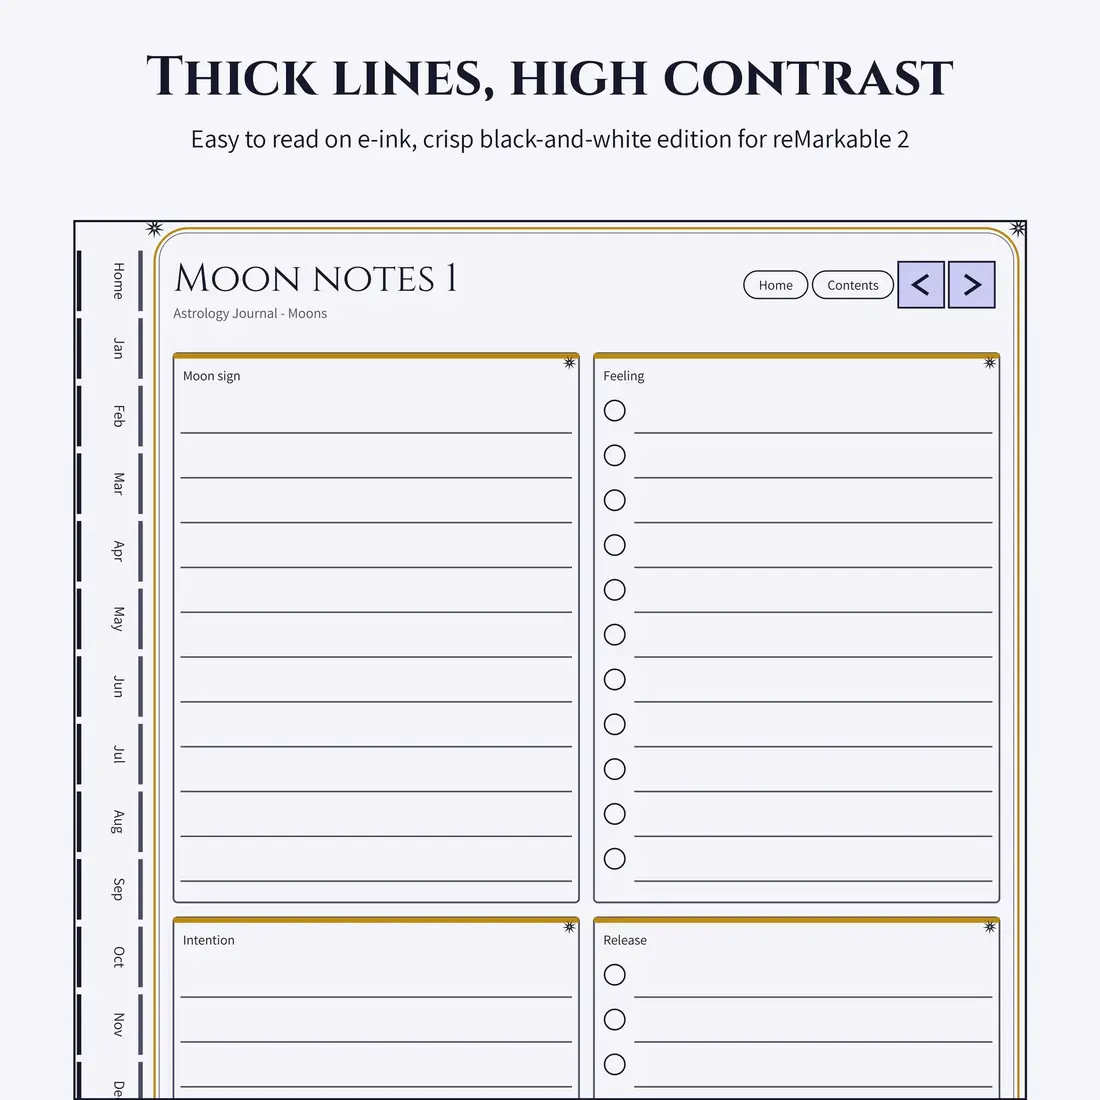 Thick lines, high contrast
Easy to read on e-ink, crisp black-and-white edition for reMarkable 2
Home
Jan
Feb
Mar
Apr
May
Jun
Jul
Aug
Sep
Oct
Nov
De
Moon notes 1
Astrology Journal - Moons
Home
Contents
<
>
Moon sign
Feeling
Intention
Release